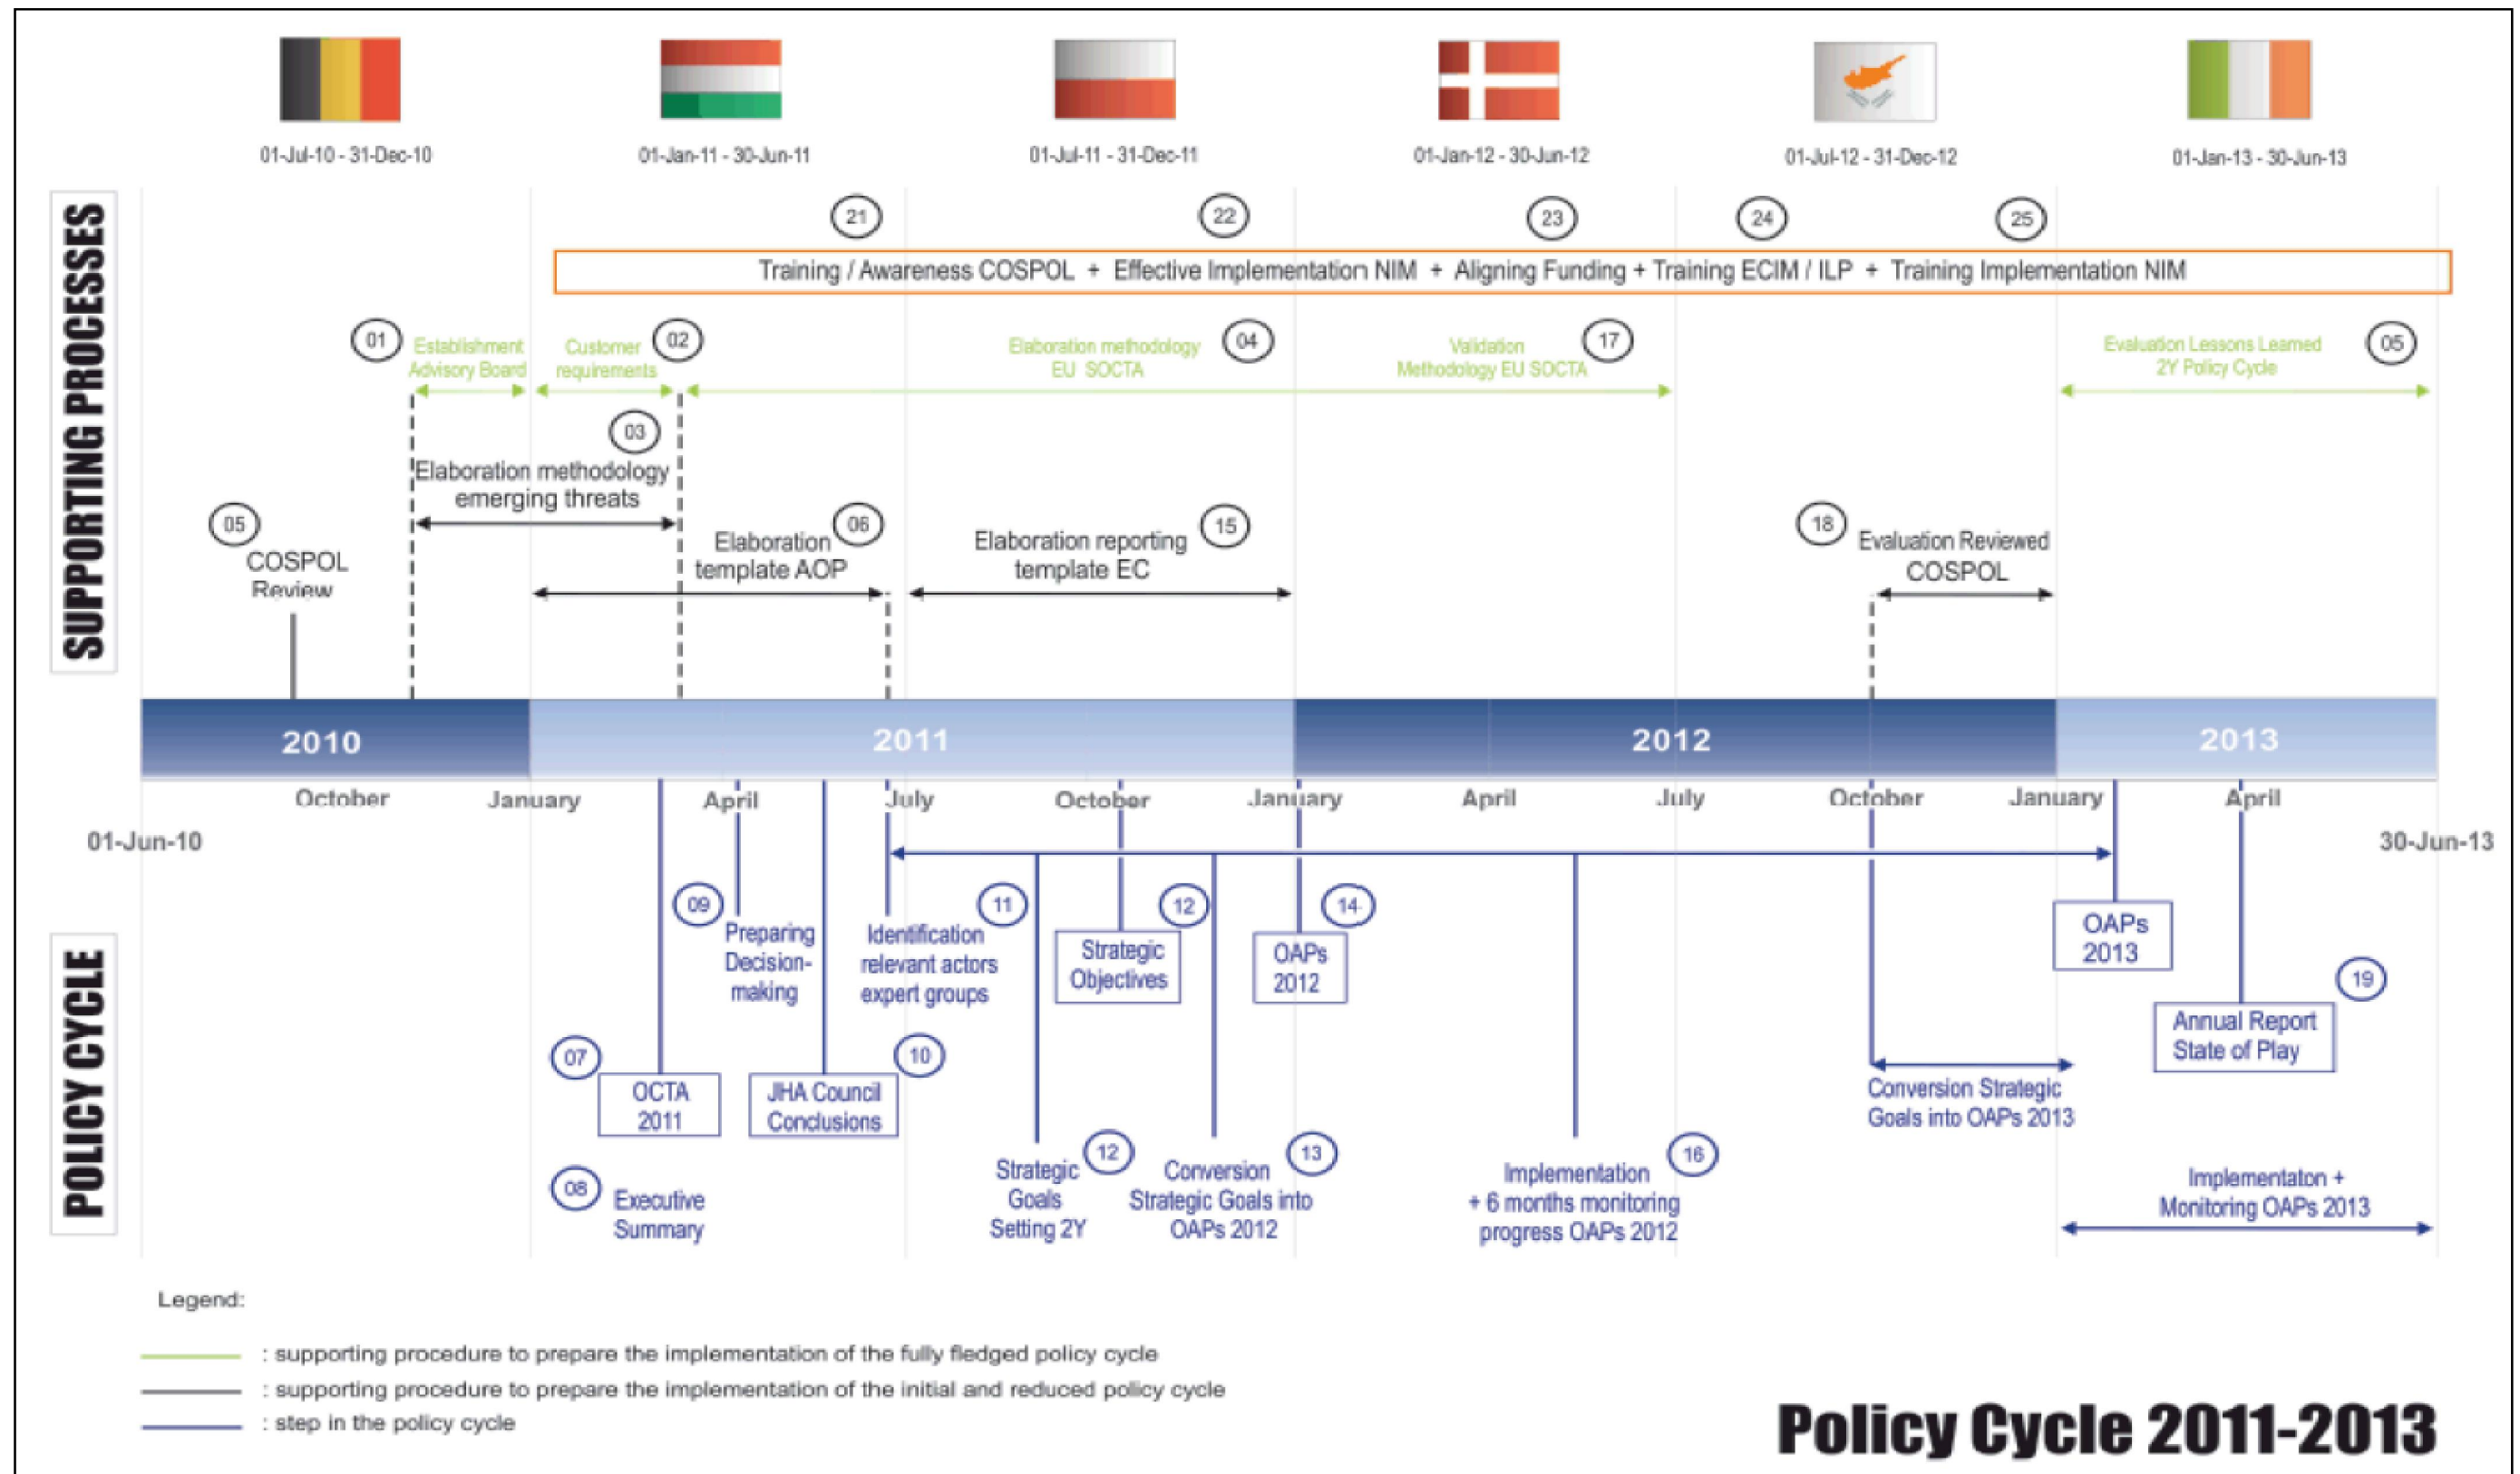 01-Jul-10 - 31-Dec-10
01-Jan-11 - 30-Jun-11
01-Jul-11 - 31-Dec-11
01-Jan-12 - 30-Jun-12
01-Jul-12 - 31-Dec-12
01-Jan-13 - 30-Jun-13
SUPPORTING PROCESSES
21
22
23
24
25
Training / Awareness COSPOL + Effective Implementation NIM + Aligning Funding + Training ECIM / ILP + Training Implementation NIM
01
Establishment
Advisory Board
Customer
requirements
02
Elaboration methodology
EU SOCTA
04
Validation
Methodology EU SOCTA
17
Evaluation Lessons Learned
2Y Policy Cycle
05
03
Elaboration methodology
emerging threats
05
COSPOL
Review
Elaboration
template AOP
06
Elaboration reporting
template EC
15
18
Evaluation Reviewed
COSPOL
2010
2011
2012
2013
October
January
April
July
October
January
April
July
October
January
April
01-Jun-10
30-Jun-13
POLICY CYCLE
09
Preparing
Decision-
making
Identification
relevant actors
expert groups
11
Strategic
Objectives
12
OAPs
2012
14
OAPs
2013
19
Annual Report
State of Play
07
OCTA
2011
JHA Council
Conclusions
10
Conversion Strategic
Goals into OAPs 2013
08
Executive
Summary
Strategic
Goals
Setting 2Y
12
Conversion
Strategic Goals into
OAPs 2012
13
Implementation
+ 6 months monitoring
progress OAPs 2012
16
Implementaton +
Monitoring OAPs 2013
Legend:
: supporting procedure to prepare the implementation of the fully fledged policy cycle
: supporting procedure to prepare the implementation of the initial and reduced policy cycle
: step in the policy cycle
Policy Cycle 2011-2013